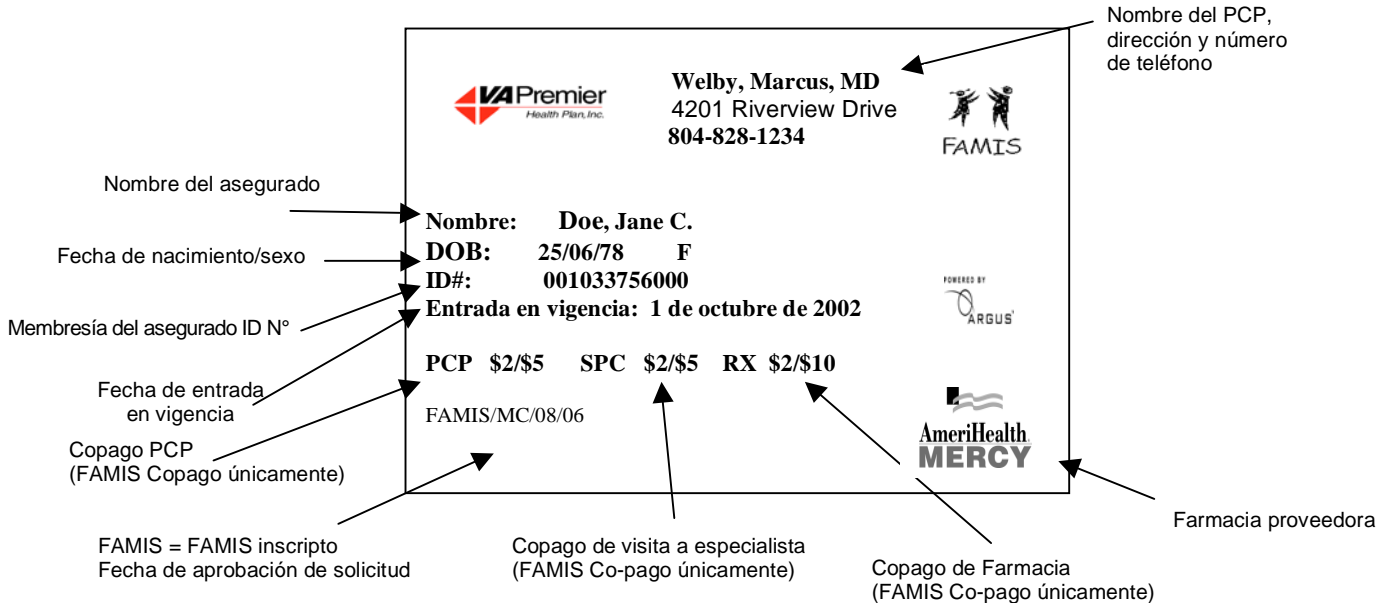 Nombre del PCP,
dirección y número
de teléfono
VAPremier
Health Plan, Inc.
Welby, Marcus, MD
4201 Riverview Drive
804-828-1234
FAMIS
Nombre del asegurado
Nombre: Doe, Jane C.
Fecha de nacimiento/sexo
DOB: 25/06/78 F
ID#: 001033756000
Membresía del asegurado ID N°
Entrada en vigencia: 1 de octubre de 2002
POWERED BY
ARGUS
Fecha de entrada
en vigencia
PCP $2/$5 SPC $2/$5 RX $2/$10
Copago PCP
(FAMIS Copago únicamente)
FAMIS/MC/08/06
AmeriHealth
MERCY
Farmacia proveedora
FAMIS = FAMIS inscripto
Fecha de aprobación de solicitud
Copago de visita a especialista
(FAMIS Co-pago únicamente)
Copago de Farmacia
(FAMIS Co-pago únicamente)